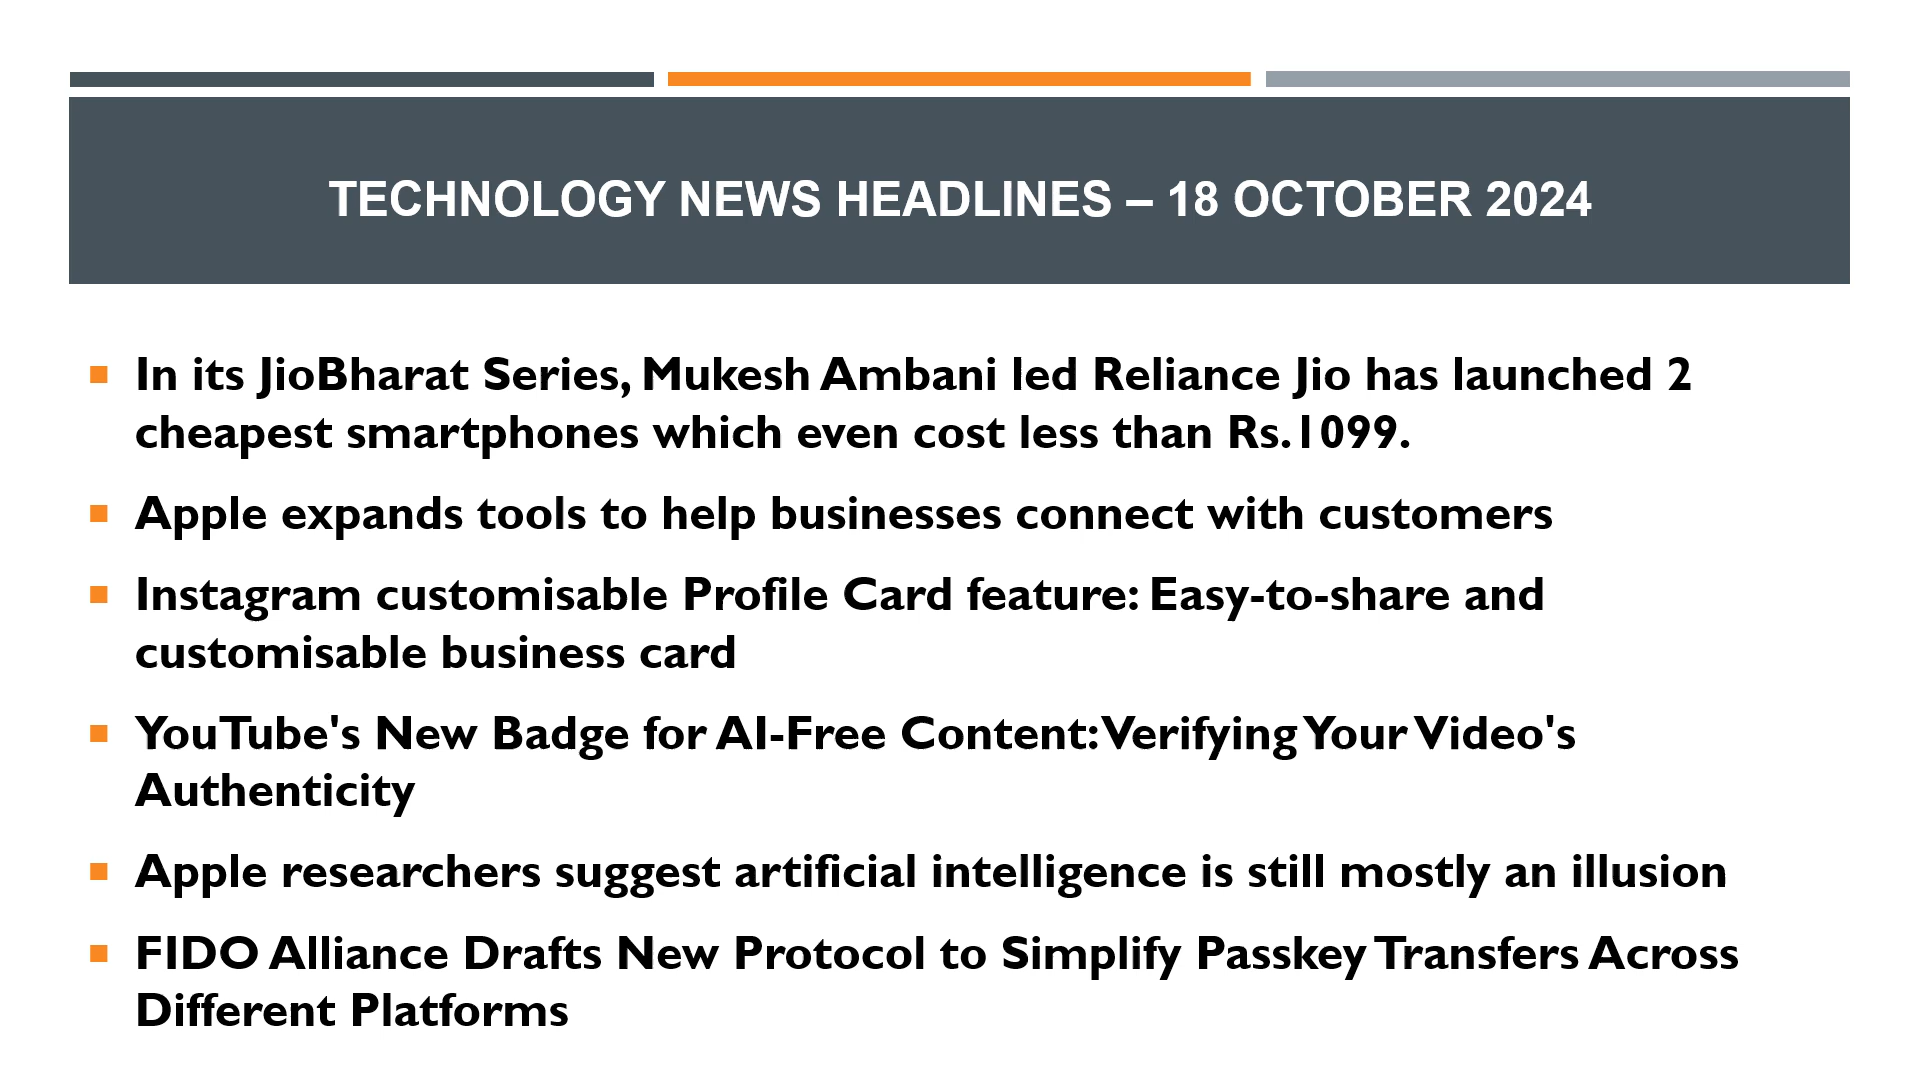 TECHNOLOGY NEWS HEADLINES – 18 OCTOBER 2024
In its JioBharat Series, Mukesh Ambani led Reliance Jio has launched 2
cheapest smartphones which even cost less than Rs.1099.
Apple expands tools to help businesses connect with customers
Instagram customisable Profile Card feature: Easy-to-share and
customisable business card
YouTube's New Badge for AI-Free Content: Verifying Your Video's
Authenticity
Apple researchers suggest artificial intelligence is still mostly an illusion
FIDO Alliance Drafts New Protocol to Simplify Passkey Transfers Across
Different Platforms